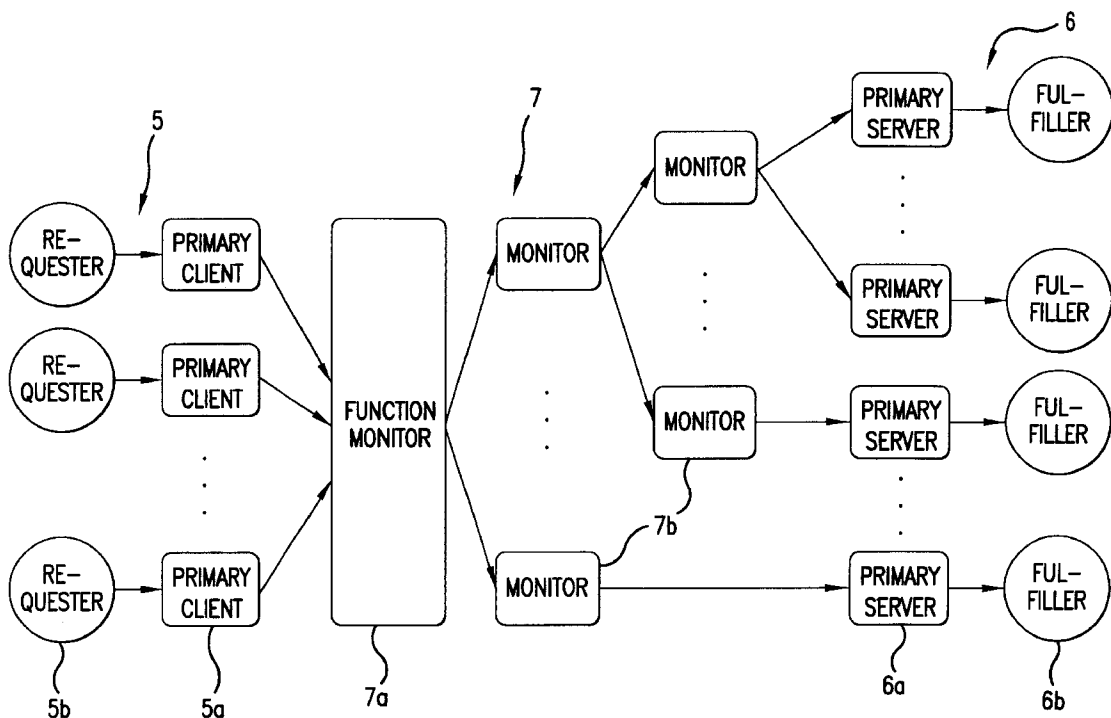 6
5
7
RE-
QUESTER
PRIMARY
CLIENT
RE-
QUESTER
PRIMARY
CLIENT
RE-
QUESTER
PRIMARY
CLIENT
FUNCTION
MONITOR
MONITOR
MONITOR
MONITOR
MONITOR
PRIMARY
SERVER
FUL-
FILLER
PRIMARY
SERVER
FUL-
FILLER
PRIMARY
SERVER
FUL-
FILLER
PRIMARY
SERVER
FUL-
FILLER
7b
5b
5a
7a
6a
6b